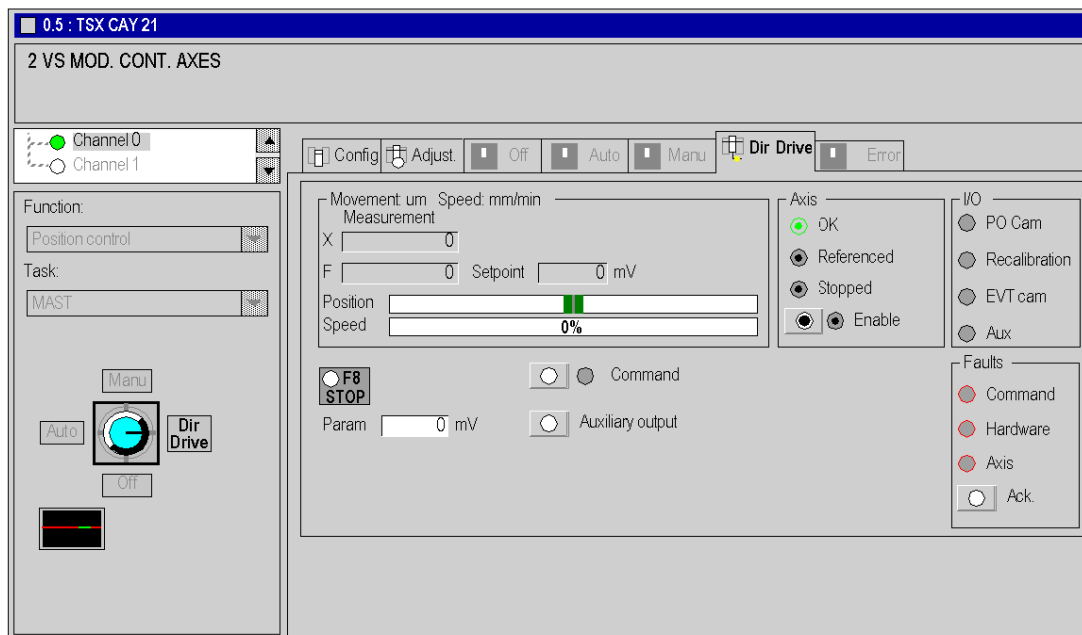 0.5 : TSX CAY 21
2 VS MOD. CONT. AXES
Channel 0
Channel 1
Function:
Position control
Task:
MAST
Manu
Auto
Dir
Drive
Off
Config
Adjust.
Off
Auto
Manu
Dir Drive
Error
Movement: um Speed: mm/min
Measurement
X 0
F 0 Setpoint 0 mV
Position
Speed 0%
F8
STOP
Command
Param 0 mV
Auxiliary output
Axis
OK
Referenced
Stopped
Enable
I/O
PO Cam
Recalibration
EVT cam
Aux
Faults
Command
Hardware
Axis
Ack.